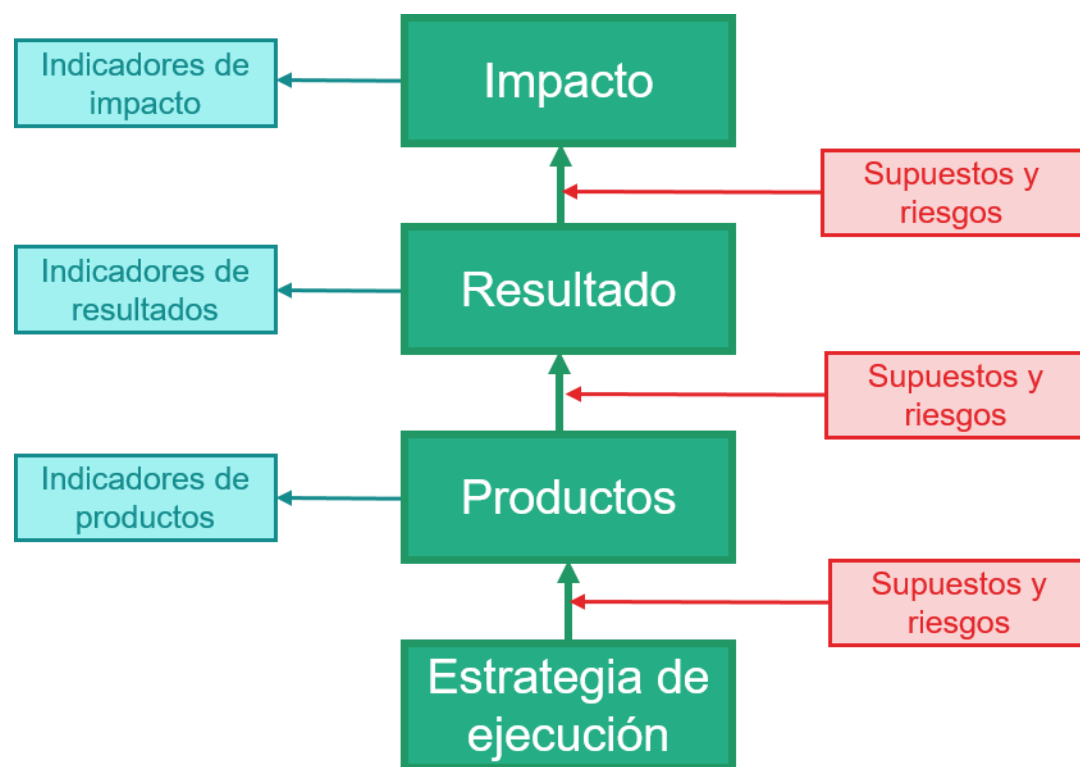 Indicadores de
impacto
Impacto
Supuestos y
riesgos
Indicadores de
resultados
Resultado
Supuestos y
riesgos
Indicadores de
productos
Productos
Supuestos y
riesgos
Estrategia de
ejecución